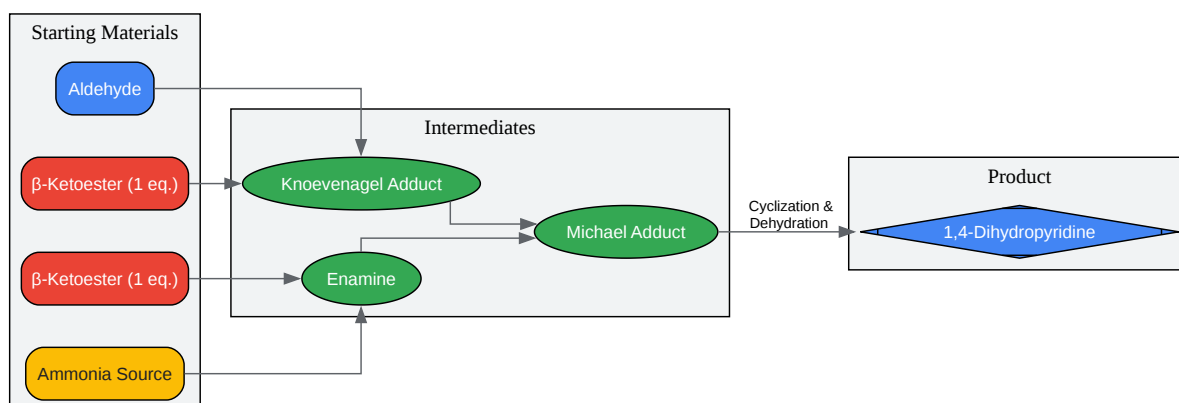 Starting Materials
Aldehyde
β-Ketoester (1 eq.)
β-Ketoester (1 eq.)
Ammonia Source
Intermediates
Knoevenagel Adduct
Enamine
Michael Adduct
Cyclization &
Dehydration
Product
1,4-Dihydropyridine